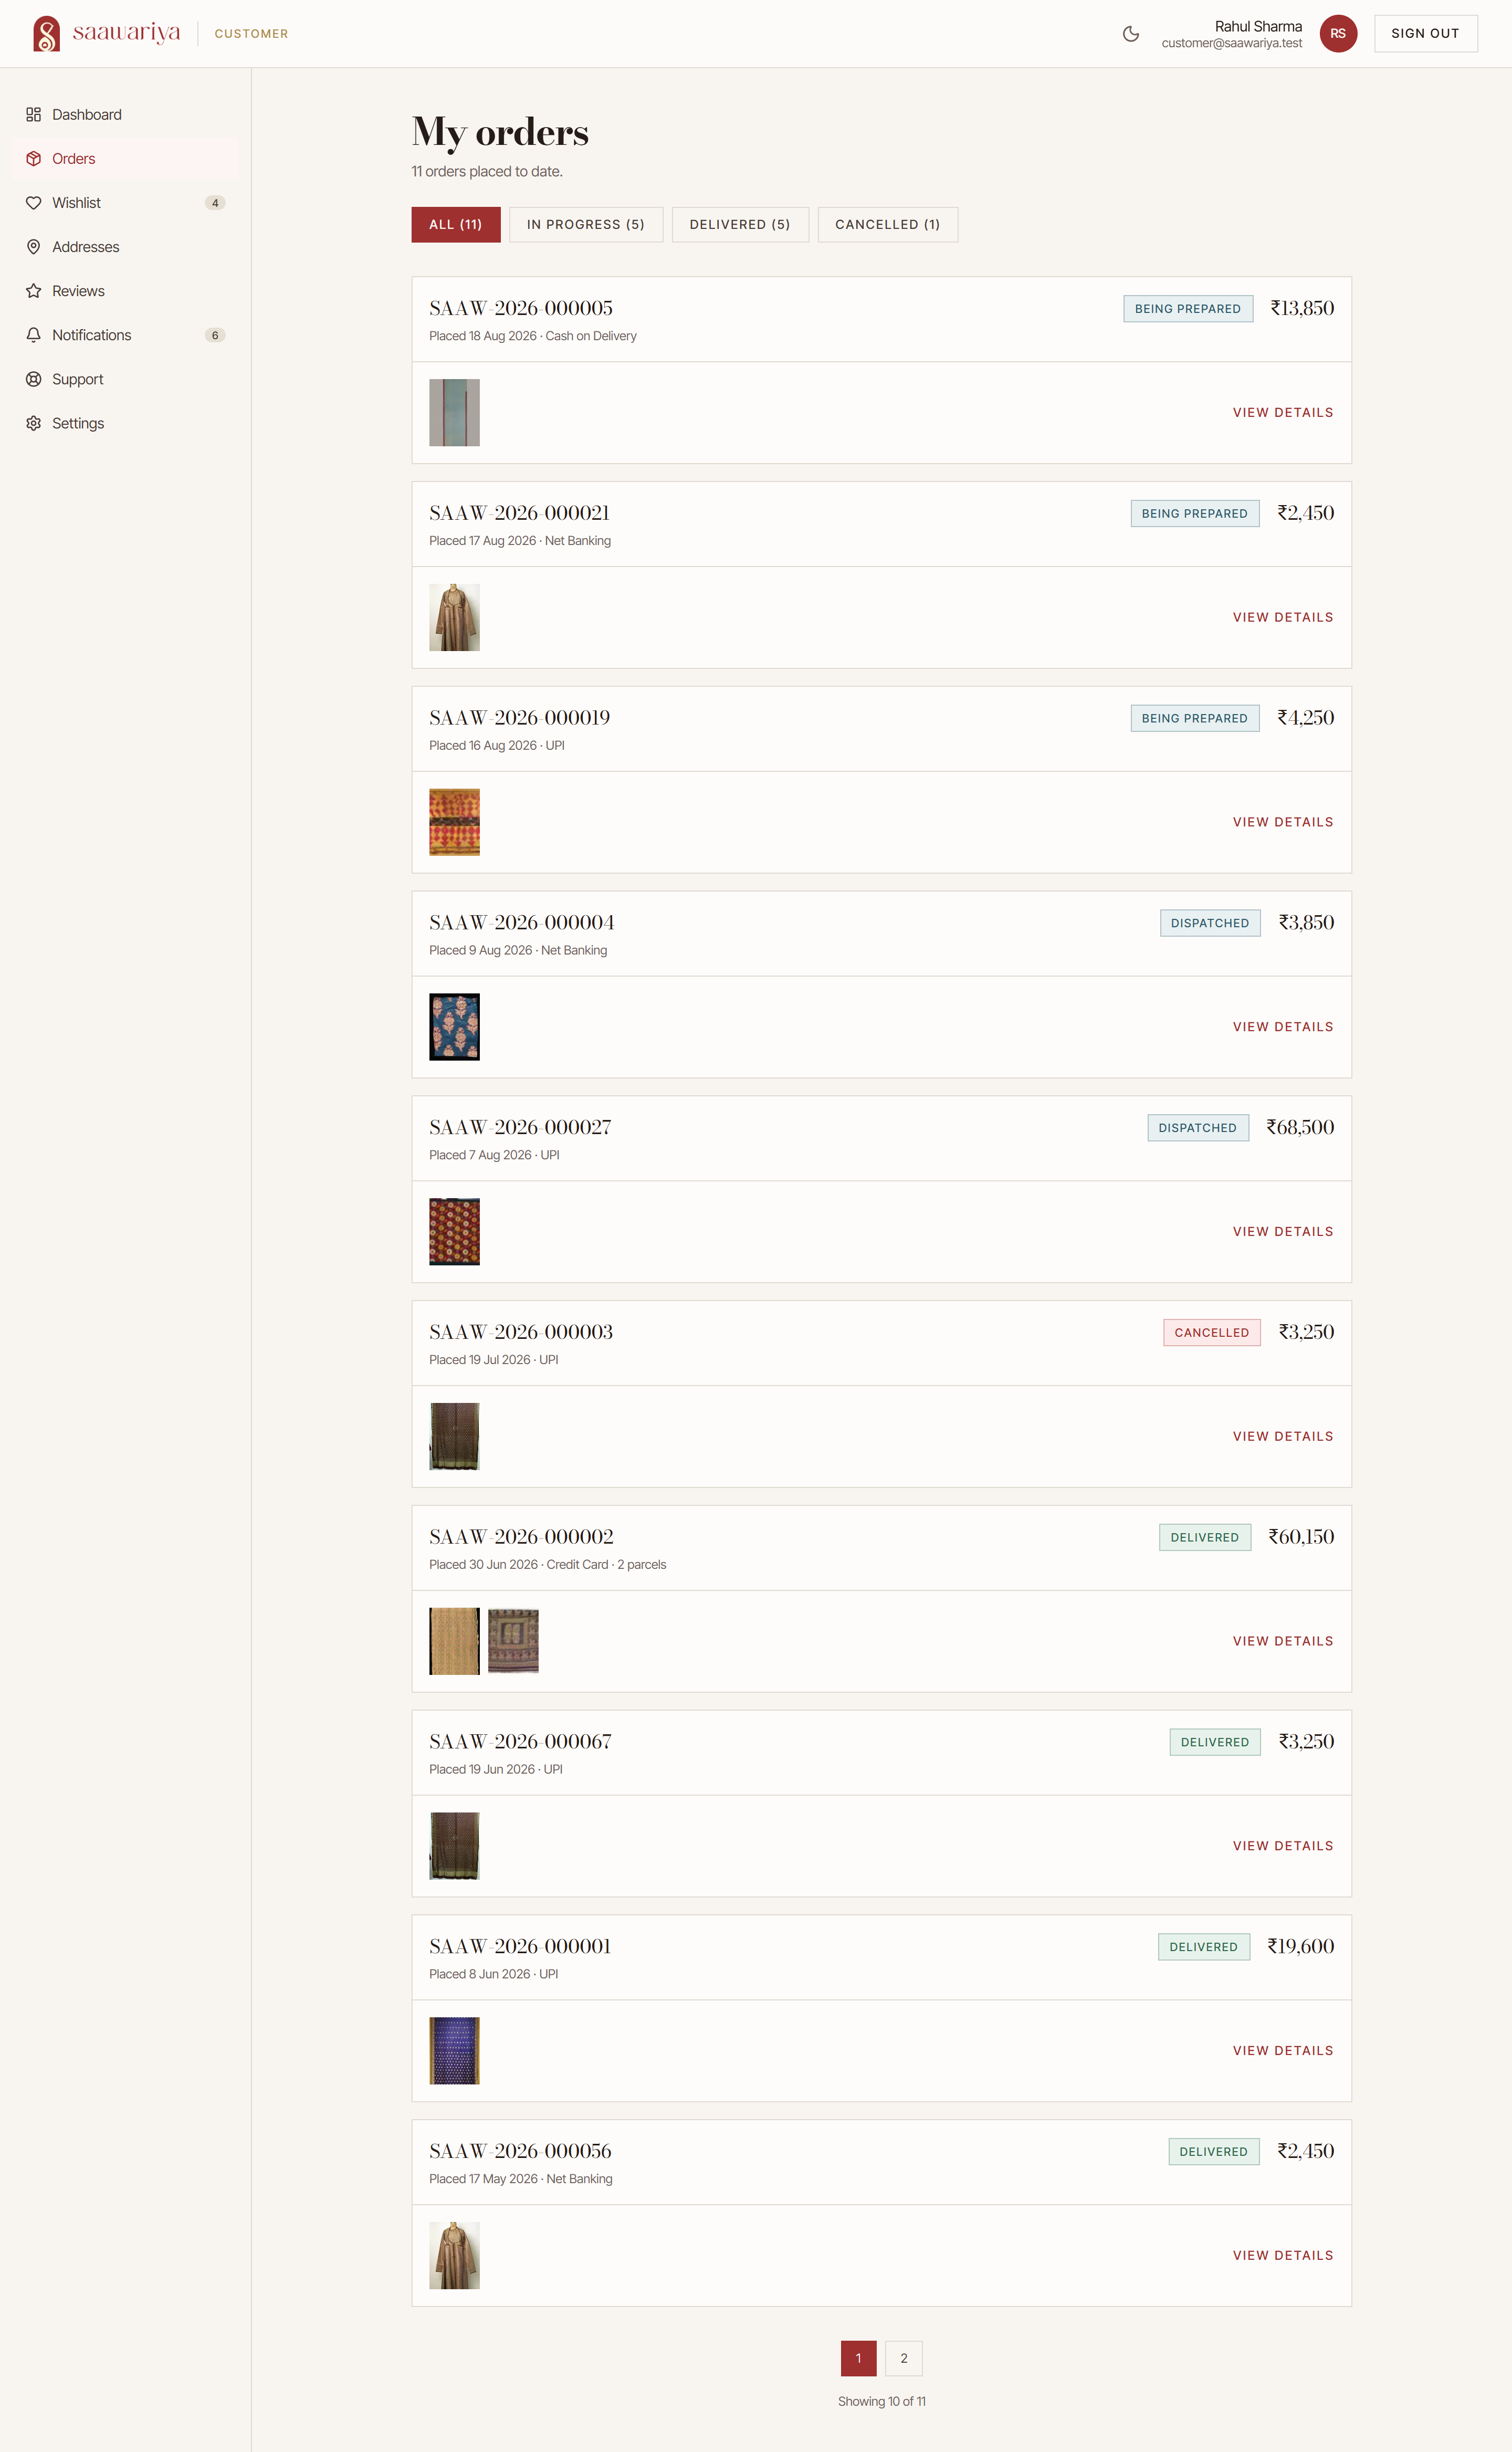 saawariya
CUSTOMER
Rahul Sharma
customer@saawariya.test
RS
SIGN OUT
Dashboard
Orders
Wishlist 4
Addresses
Reviews
Notifications 6
Support
Settings
My orders
11 orders placed to date.
ALL (11) IN PROGRESS (5) DELIVERED (5) CANCELLED (1)
SAAW-2026-000005 BEING PREPARED ₹13,850
Placed 18 Aug 2026 · Cash on Delivery
VIEW DETAILS
SAAW-2026-000021 BEING PREPARED ₹2,450
Placed 17 Aug 2026 · Net Banking
VIEW DETAILS
SAAW-2026-000019 BEING PREPARED ₹4,250
Placed 16 Aug 2026 · UPI
VIEW DETAILS
SAAW-2026-000004 DISPATCHED ₹3,850
Placed 9 Aug 2026 · Net Banking
VIEW DETAILS
SAAW-2026-000027 DISPATCHED ₹68,500
Placed 7 Aug 2026 · UPI
VIEW DETAILS
SAAW-2026-000003 CANCELLED ₹3,250
Placed 19 Jul 2026 · UPI
VIEW DETAILS
SAAW-2026-000002 DELIVERED ₹60,150
Placed 30 Jun 2026 · Credit Card · 2 parcels
VIEW DETAILS
SAAW-2026-000067 DELIVERED ₹3,250
Placed 19 Jun 2026 · UPI
VIEW DETAILS
SAAW-2026-000001 DELIVERED ₹19,600
Placed 8 Jun 2026 · UPI
VIEW DETAILS
SAAW-2026-000056 DELIVERED ₹2,450
Placed 17 May 2026 · Net Banking
VIEW DETAILS
1 2
Showing 10 of 11